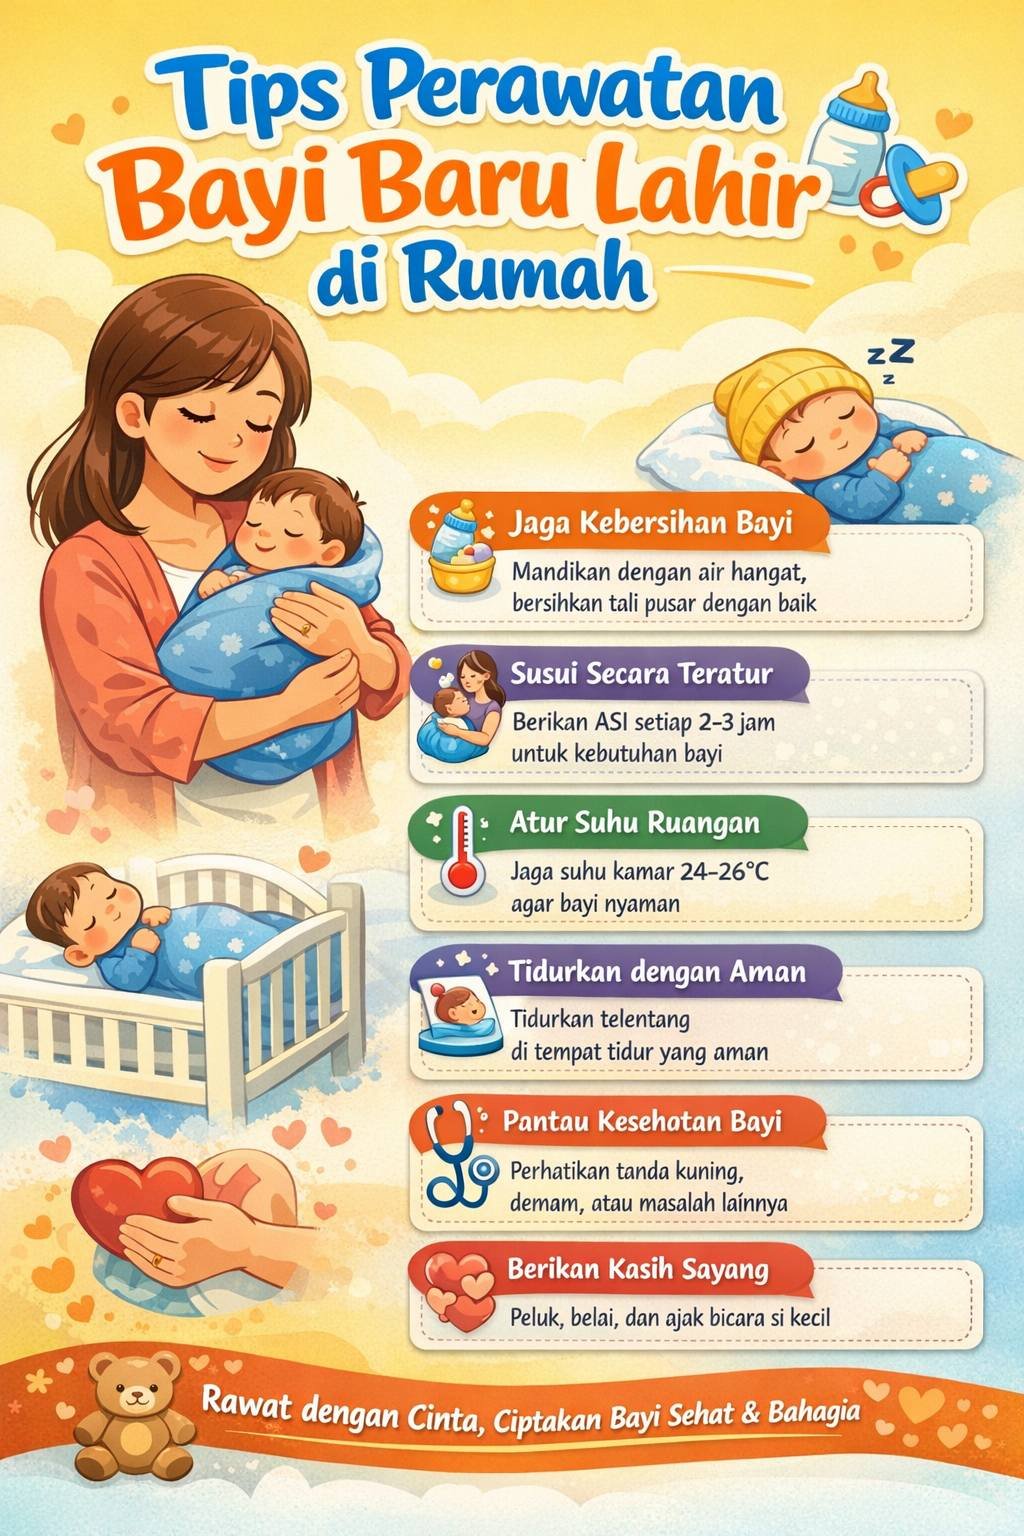 Tips Perawatan
Bayi Baru Lahir
di Rumah
zZ
z
Jaga Kebersihan Bayi
Mandikan dengan air hangat,
bersihkan tali pusar dengan baik
Susui Secara Teratur
Berikan ASI setiap 2–3 jam
untuk kebutuhan bayi
Atur Suhu Ruangan
Jaga suhu kamar 24–26°C
agar bayi nyaman
Tidurkan dengan Aman
Tidurkan telentang
di tempat tidur yang aman
Pantau Kesehatan Bayi
Perhatikan tanda kuning,
demam, atau masalah lainnya
Berikan Kasih Sayang
Peluk, belai, dan ajak bicara si kecil
Rawat dengan Cinta, Ciptakan Bayi Sehat & Bahagia